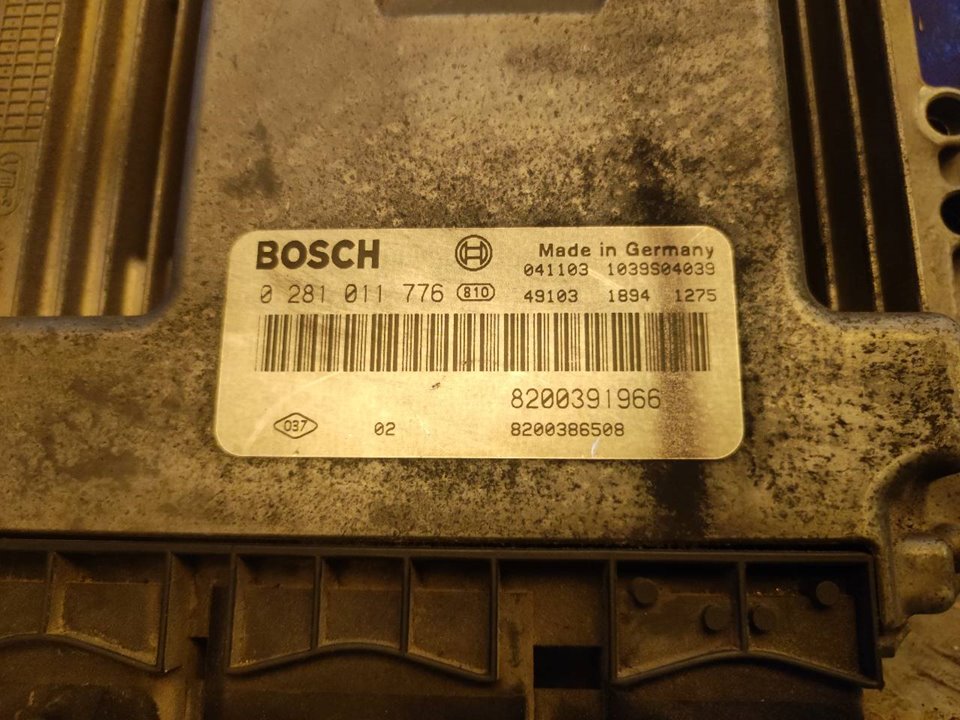 BOSCH
Made in Germany
041103 1039S04039
0 281 011 776 810
49103 1894 1275
8200391966
037 02 8200386508